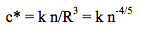 c* = k n/R³ = k n⁻⁴/⁵